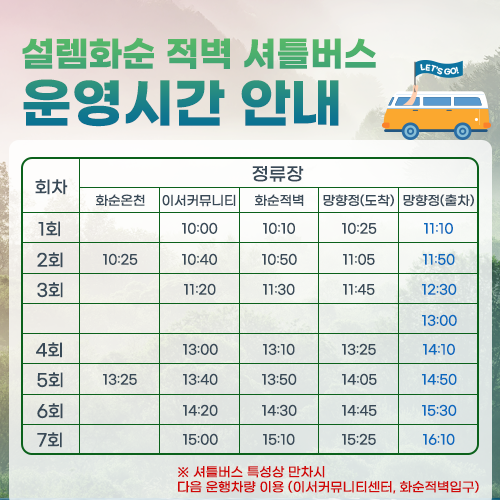 설렘화순 적벽 셔틀버스
운영시간 안내
LET'S GO!
회차 정류장
화순온천 이서커뮤니티 화순적벽 망향정(도착) 망향정(출차)
1회 10:00 10:10 10:25 11:10
2회 10:25 10:40 10:50 11:05 11:50
3회 11:20 11:30 11:45 12:30
13:00
4회 13:00 13:10 13:25 14:10
5회 13:25 13:40 13:50 14:05 14:50
6회 14:20 14:30 14:45 15:30
7회 15:00 15:10 15:25 16:10
※ 셔틀버스 특성상 만차시
다음 운행차량 이용 (이서커뮤니티센터, 화순적벽입구)